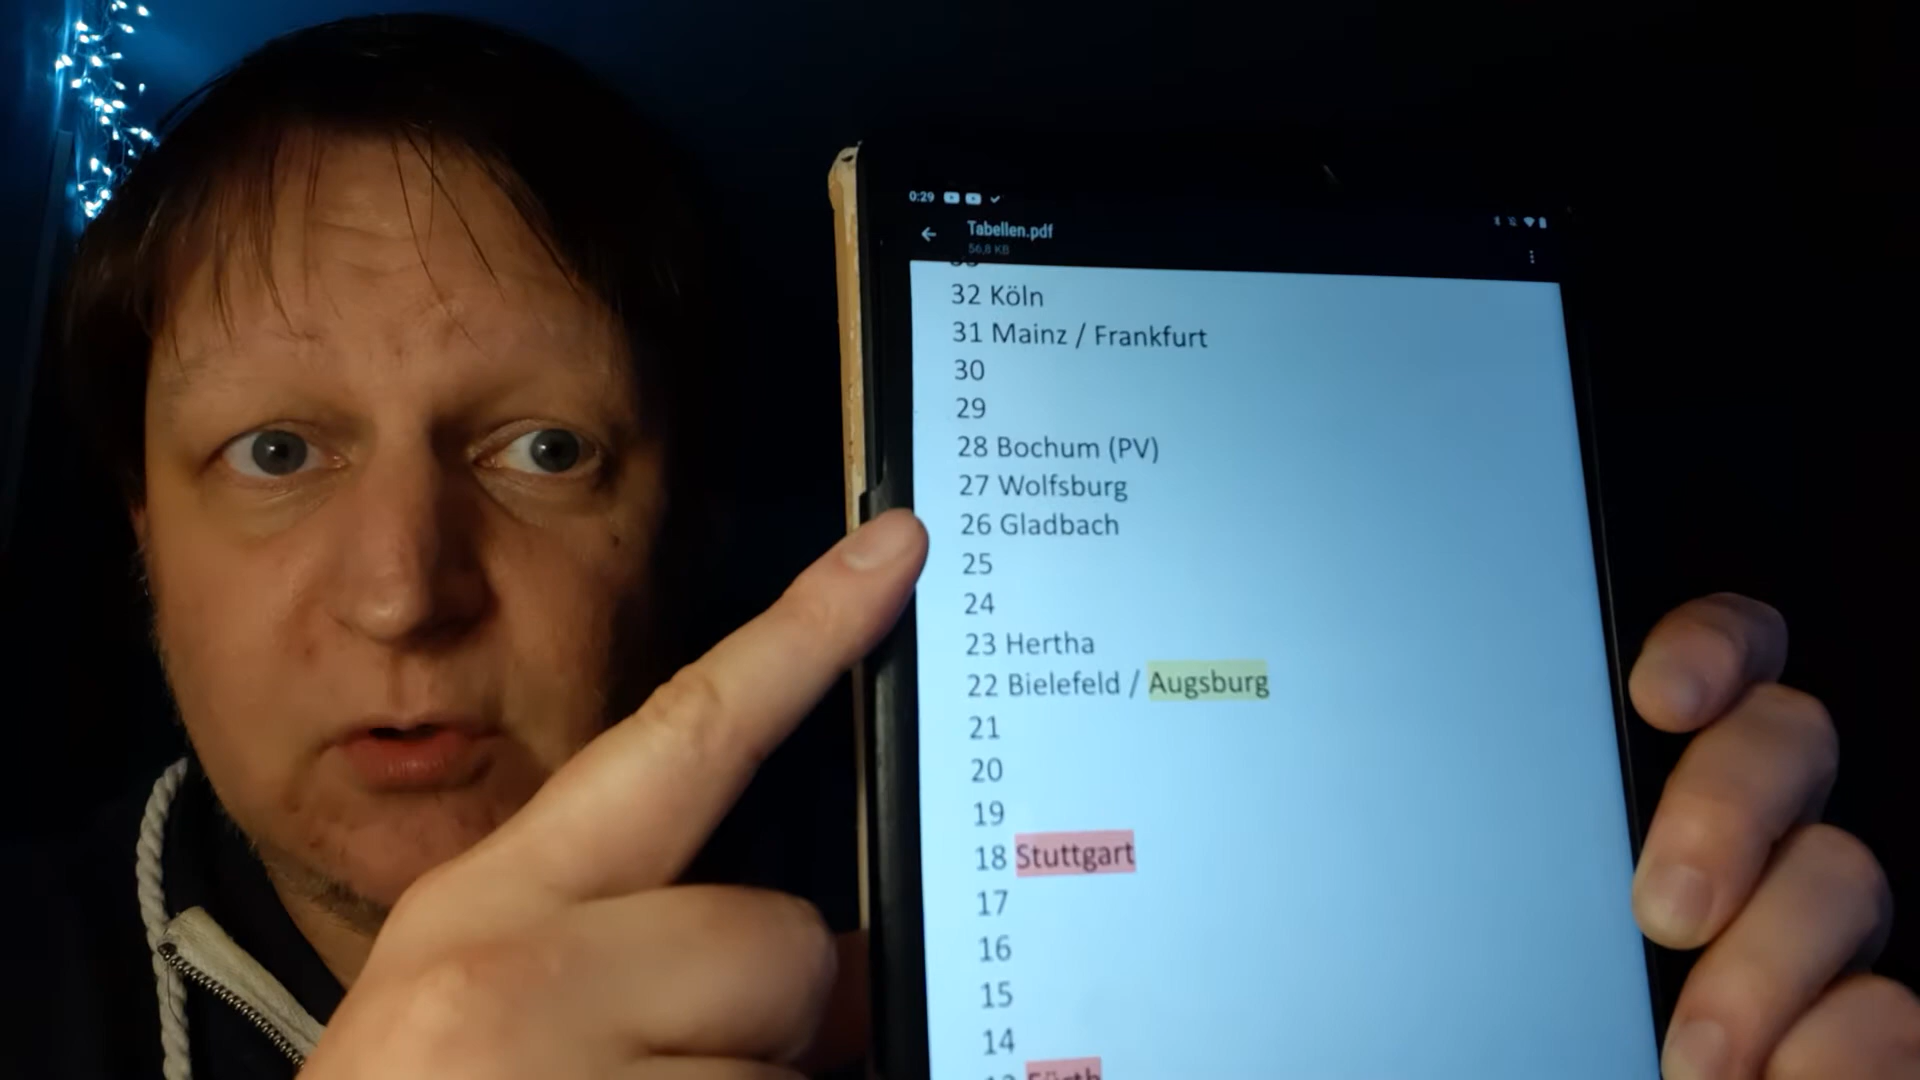 0:29
Tabellen.pdf
56,8 KB
32 Köln
31 Mainz / Frankfurt
30
29
28 Bochum (PV)
27 Wolfsburg
26 Gladbach
25
24
23 Hertha
22 Bielefeld / Augsburg
21
20
19
18 Stuttgart
17
16
15
14
Fürth